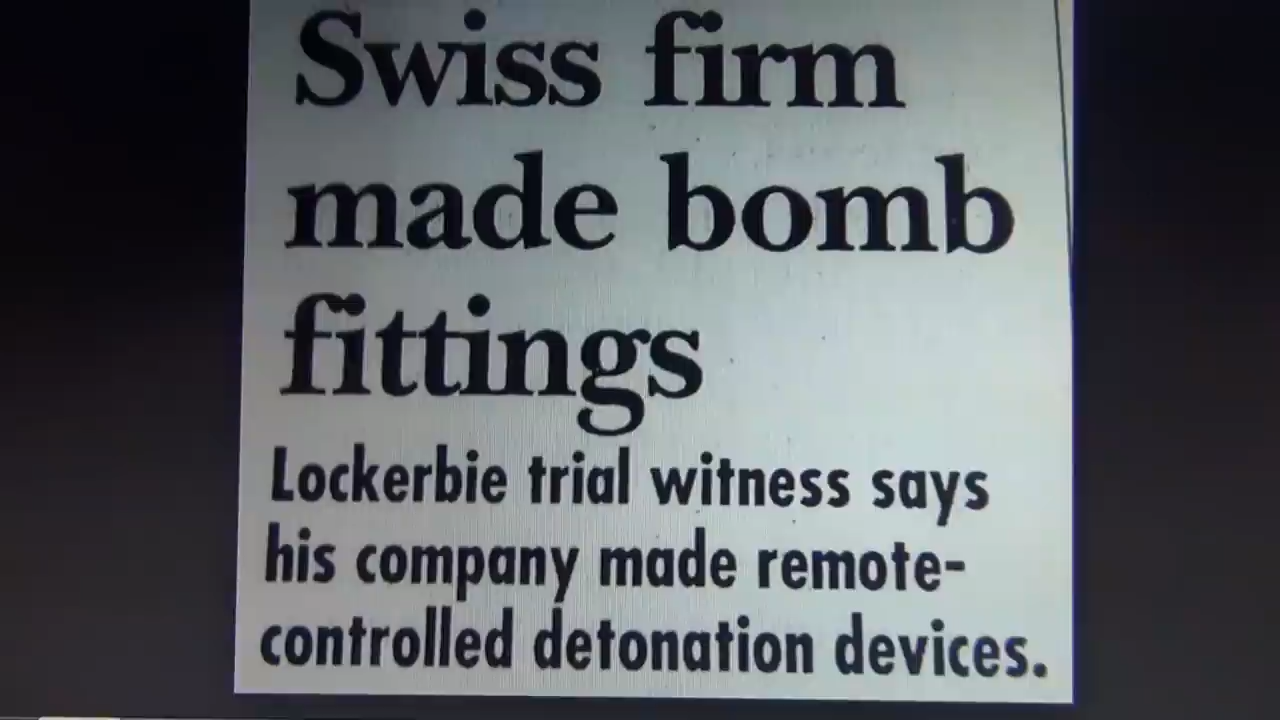 Swiss firm
made bomb
fittings
Lockerbie trial witness says
his company made remote-
controlled detonation devices.